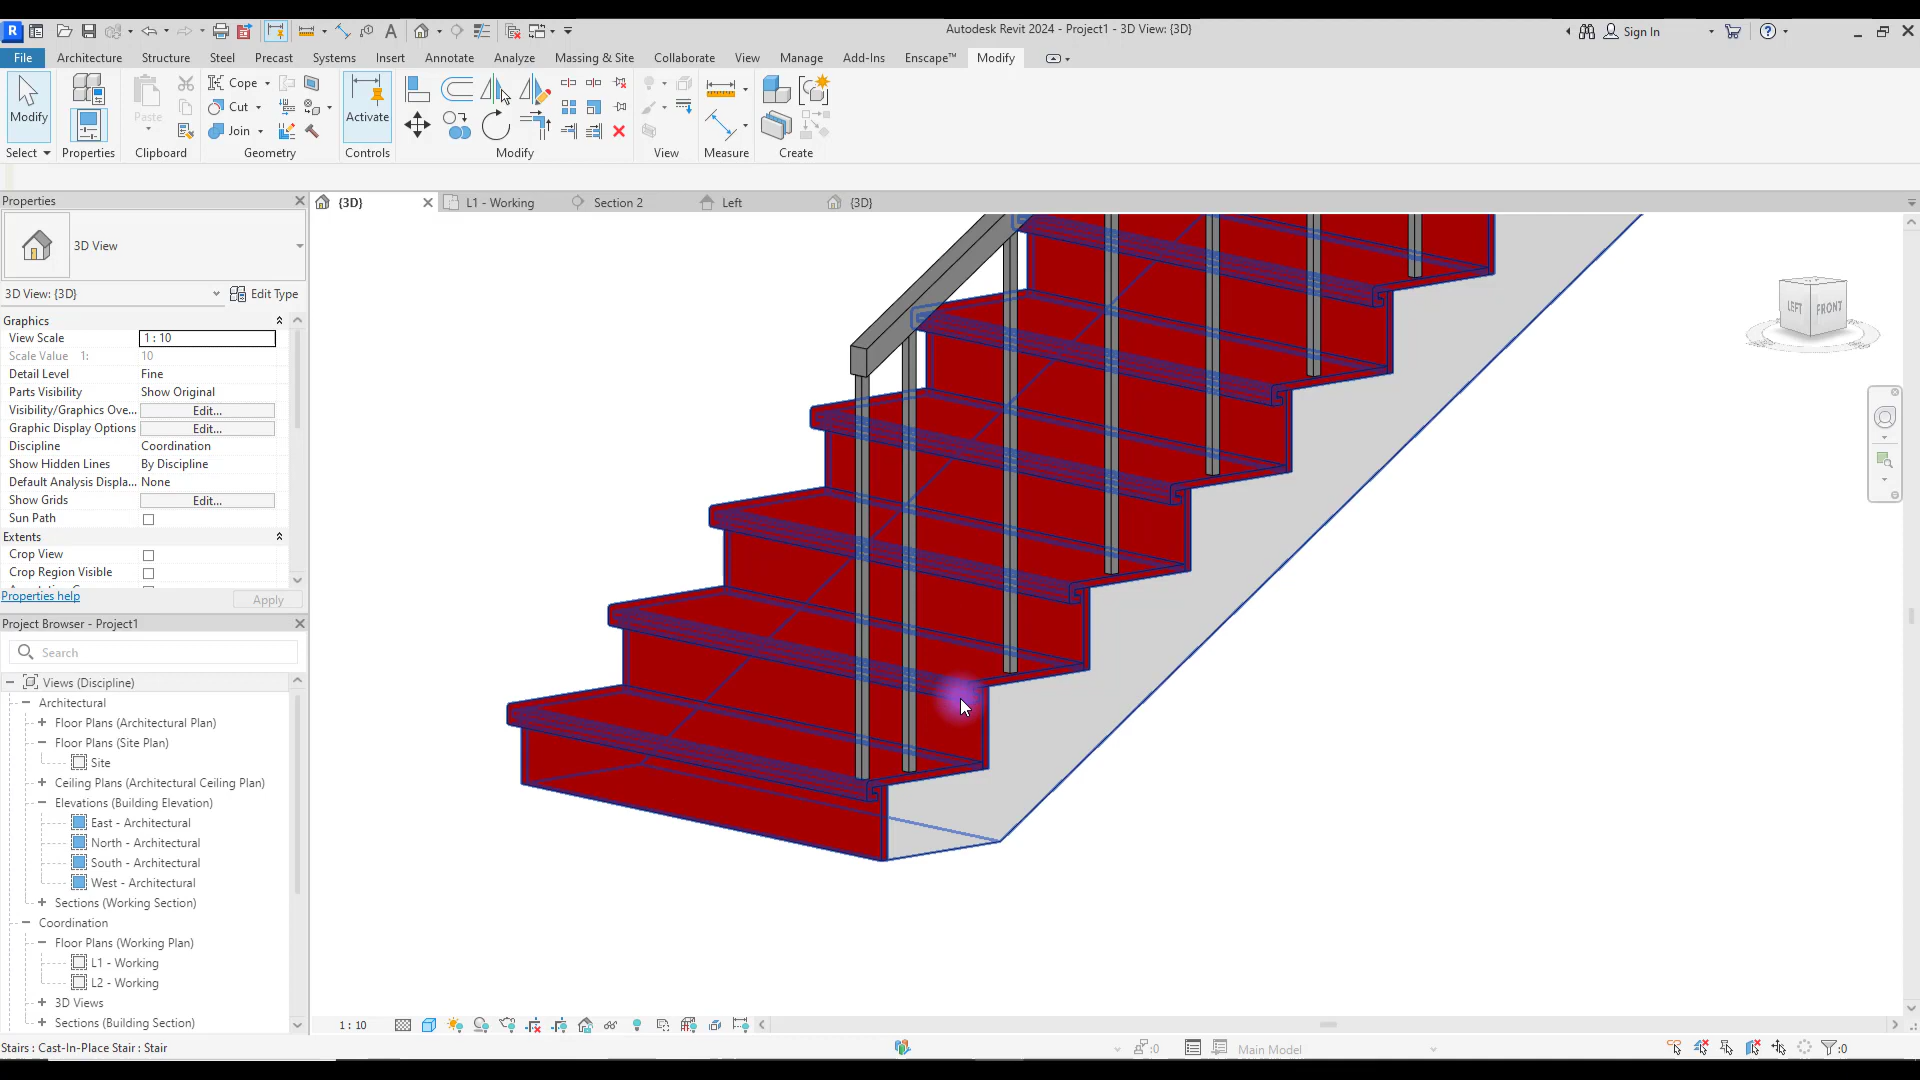 Autodesk Revit 2024 - Project1 - 3D View: {3D}
Sign In
File Architecture Structure Steel Precast Systems Insert Annotate Analyze Massing & Site Collaborate View Manage Add-Ins Enscape™ Modify
Modify
Paste
Cope
Cut
Join
Activate
Select Properties Clipboard Geometry Controls Modify View Measure Create
Properties
{3D} L1 - Working Section 2 Left {3D}
3D View
3D View: {3D} Edit Type
Graphics
View Scale 1 : 10
Scale Value 1: 10
Detail Level Fine
Parts Visibility Show Original
Visibility/Graphics Ove... Edit...
Graphic Display Options Edit...
Discipline Coordination
Show Hidden Lines By Discipline
Default Analysis Displa... None
Show Grids Edit...
Sun Path
Extents
Crop View
Crop Region Visible
Properties help Apply
Project Browser - Project1
Search
Views (Discipline)
Architectural
Floor Plans (Architectural Plan)
Floor Plans (Site Plan)
Site
Ceiling Plans (Architectural Ceiling Plan)
Elevations (Building Elevation)
East - Architectural
North - Architectural
South - Architectural
West - Architectural
Sections (Working Section)
Coordination
Floor Plans (Working Plan)
L1 - Working
L2 - Working
3D Views
Sections (Building Section)
LEFT FRONT
1 : 10
Stairs : Cast-In-Place Stair : Stair
:0
Main Model
:0